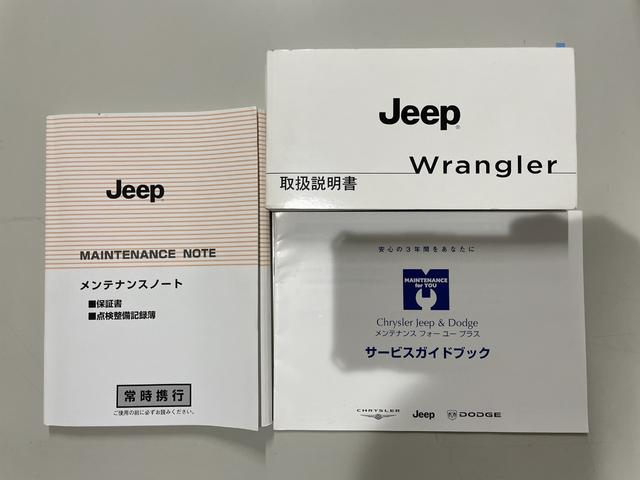 Jeep
Wrangler
取扱説明書
Jeep
MAINTENANCE NOTE
メンテナンスノート
■保証書
■点検整備記録簿
常時携行
ご使用の前に必ずお読みください。
安心の3年間をあなたに
MAINTENANCE
for YOU
Chrysler Jeep & Dodge
メンテナンス フォー ユー プラス
サービスガイドブック
CHRYSLER
Jeep
DODGE